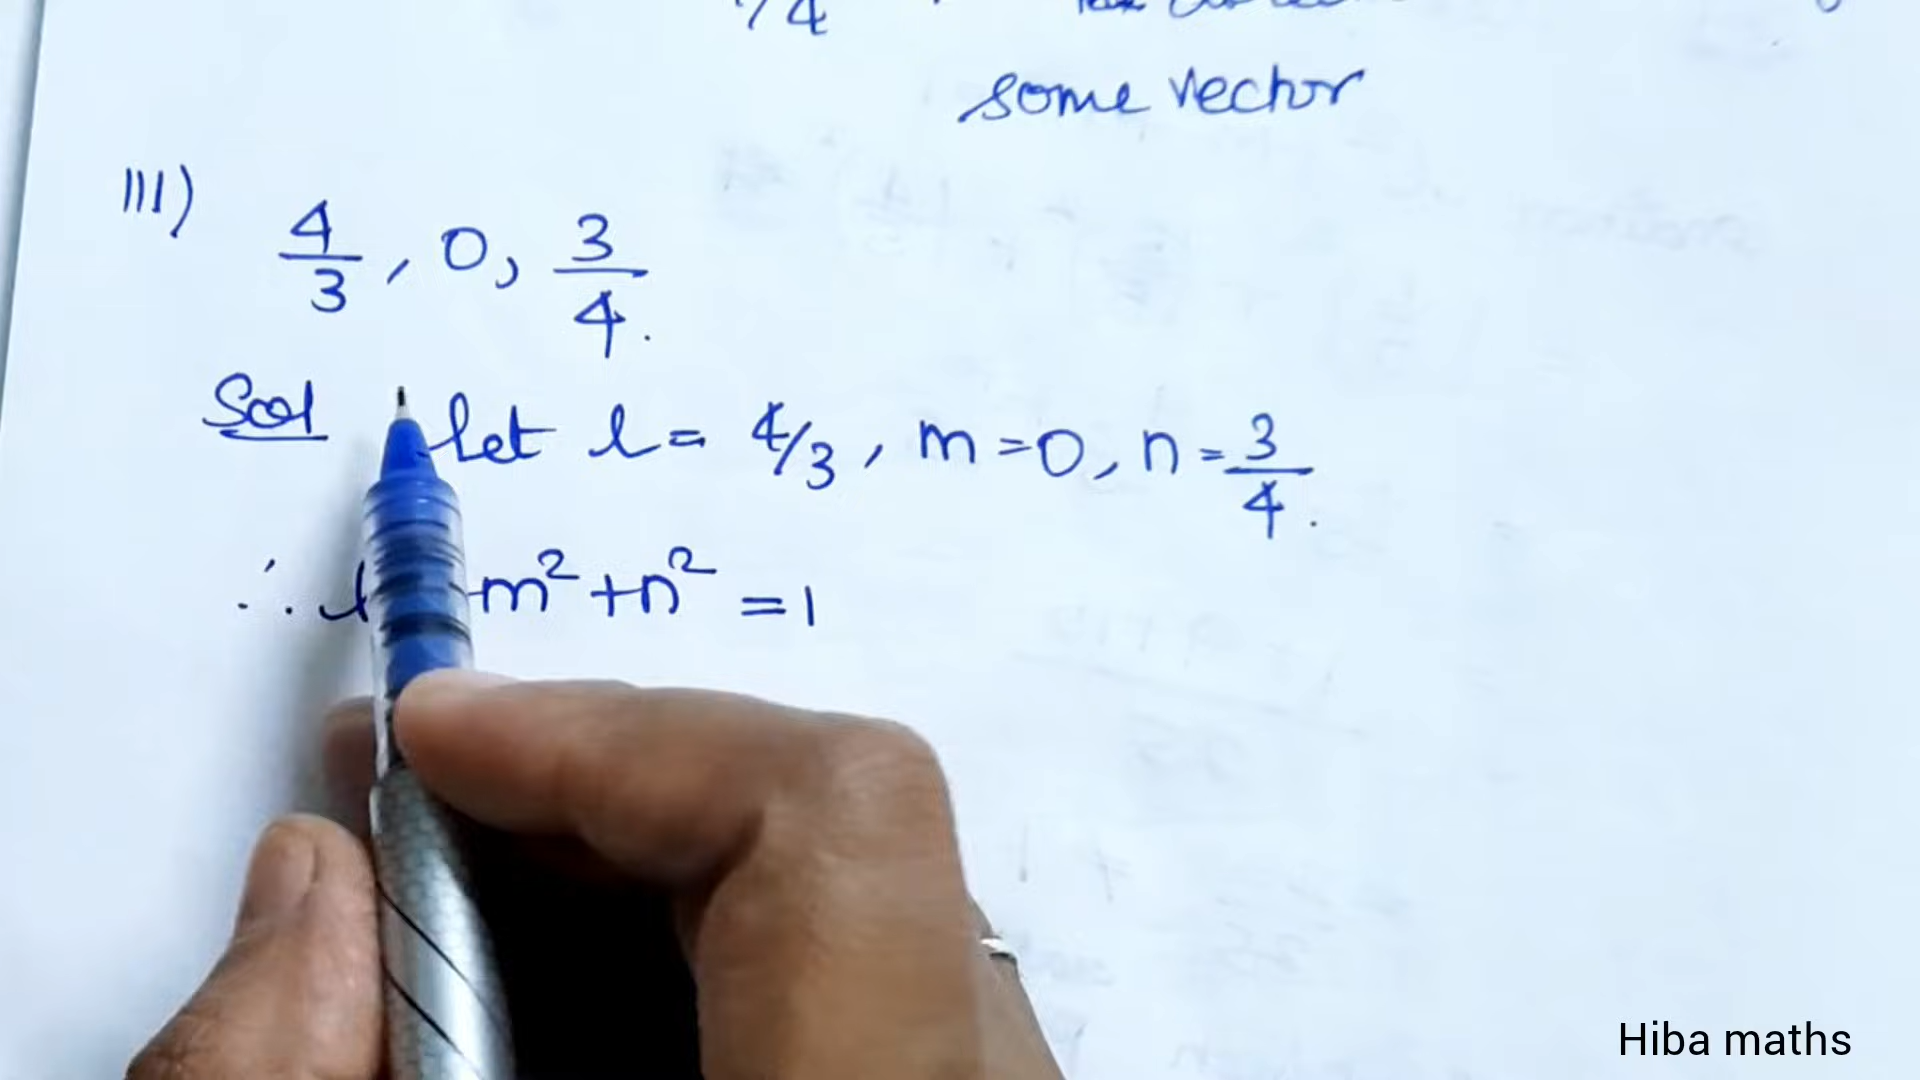 some vector
III) 4/3, 0, 3/4.
Sol let l = 4/3, m = 0, n = 3/4.
∴ l m² + n² = 1
Hiba maths